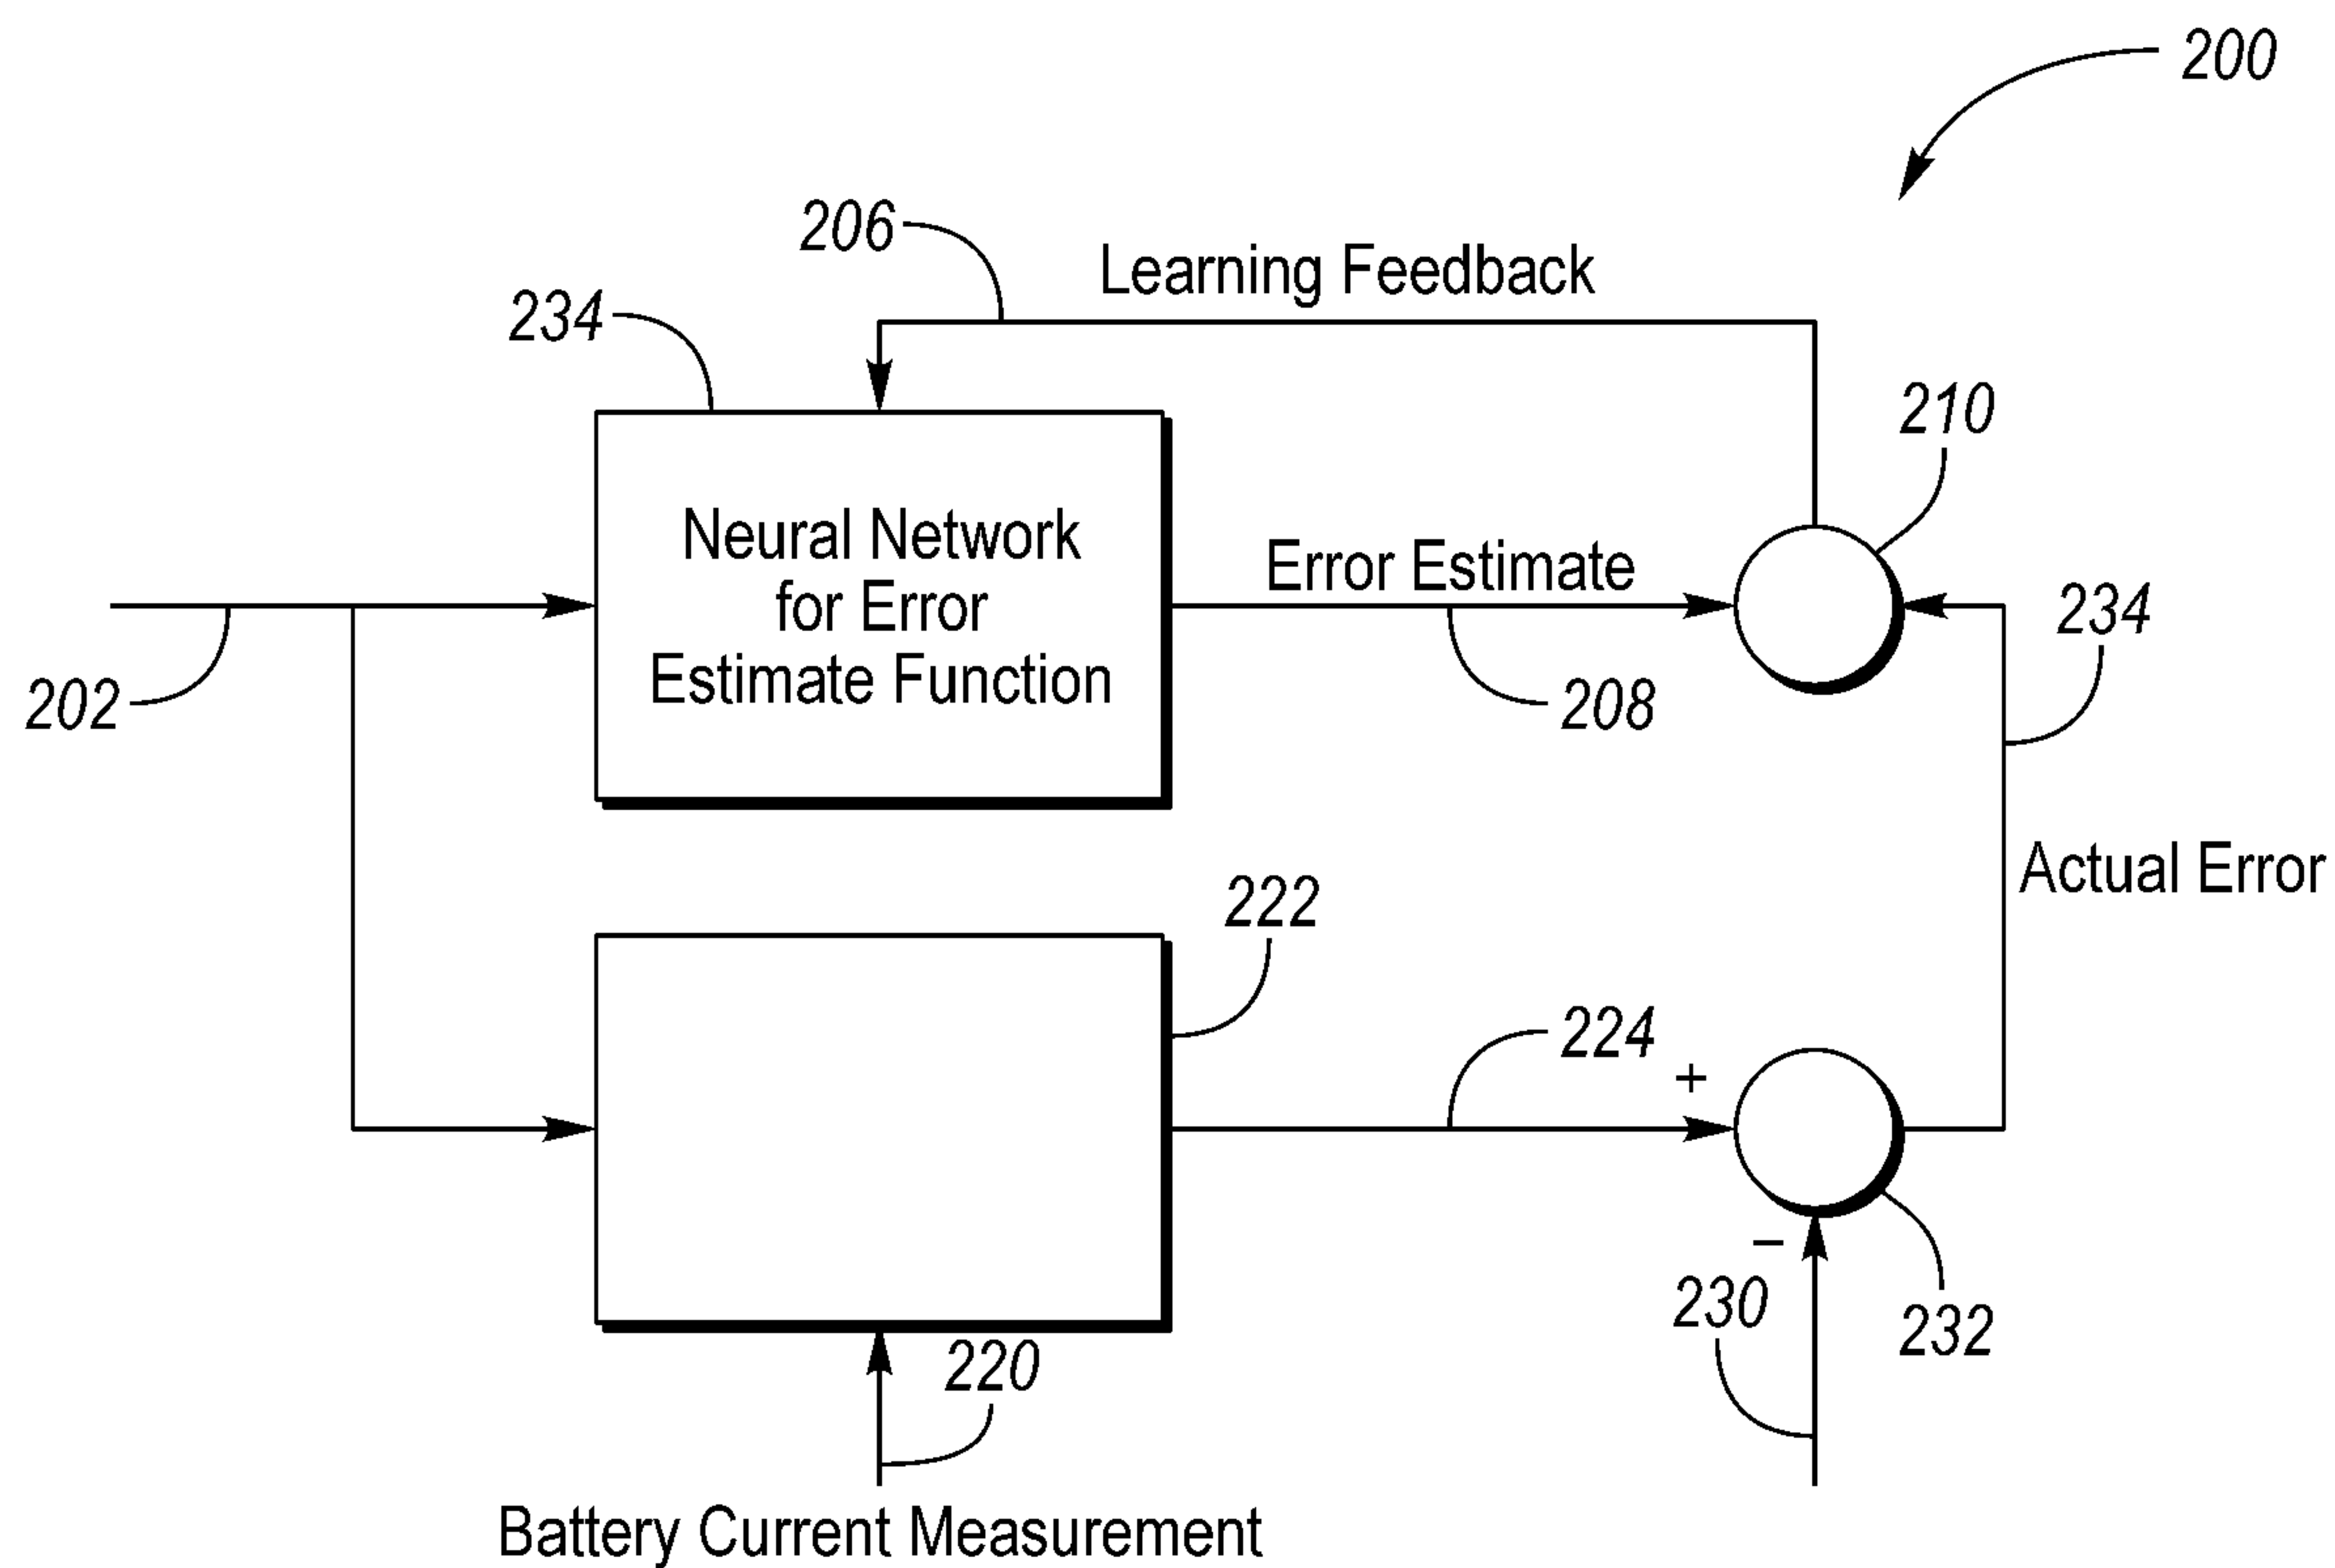 200
206
Learning Feedback
234
210
Neural Network
for Error
Estimate Function
Error Estimate
234
202
208
Actual Error
222
224
+
−
230
232
220
Battery Current Measurement